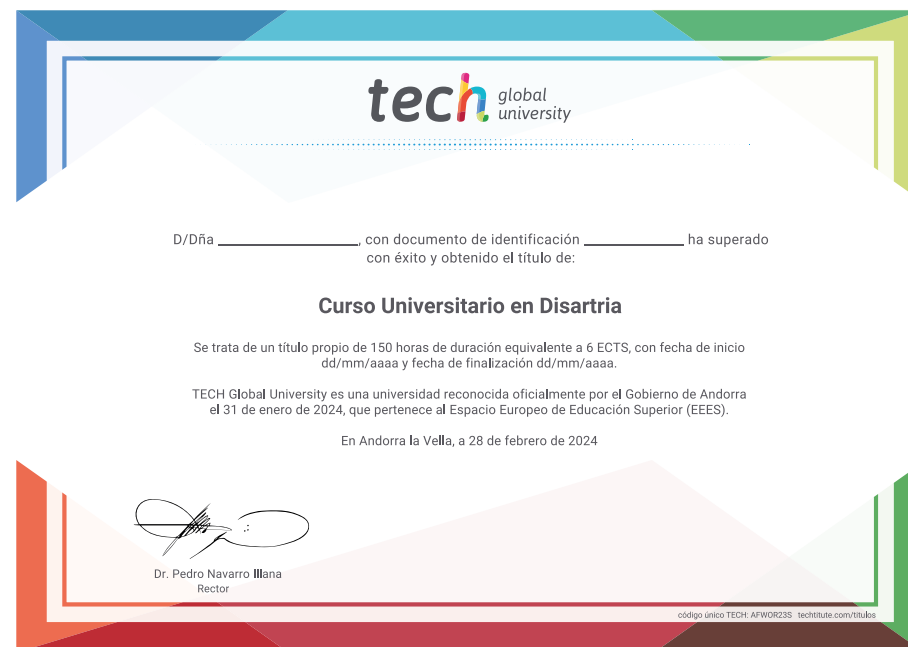 tech global university
D/Dña ____________________, con documento de identificación ______________ ha superado
con éxito y obtenido el título de:
Curso Universitario en Disartria
Se trata de un título propio de 150 horas de duración equivalente a 6 ECTS, con fecha de inicio
dd/mm/aaaa y fecha de finalización dd/mm/aaaa.
TECH Global University es una universidad reconocida oficialmente por el Gobierno de Andorra
el 31 de enero de 2024, que pertenece al Espacio Europeo de Educación Superior (EEES).
En Andorra la Vella, a 28 de febrero de 2024
Dr. Pedro Navarro Illana
Rector
código único TECH: AFWOR23S techtitute.com/titulos